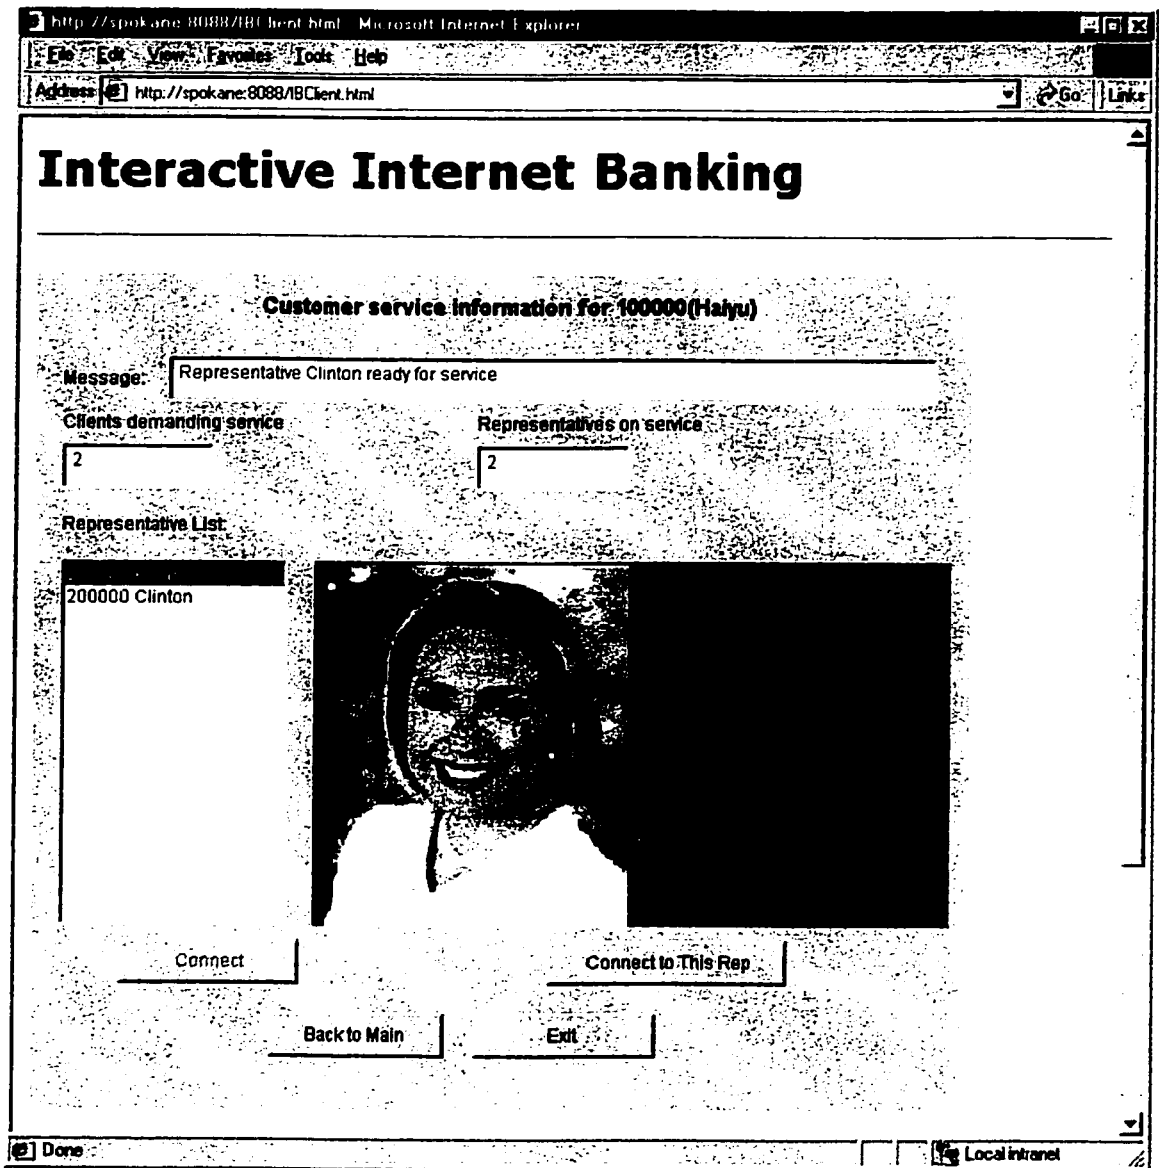 http://spokane:8088/IBClient.html - Microsoft Internet Explorer
File Edit View Favorites Tools Help
Address http://spokane:8088/IBClient.html Go Links
Interactive Internet Banking
Customer service information for 100000(Haiyu)
Message: Representative Clinton ready for service
Clients demanding service Representatives on service
2 2
Representative List:
200000 Clinton
Connect Connect to This Rep
Back to Main Exit
Done Local intranet